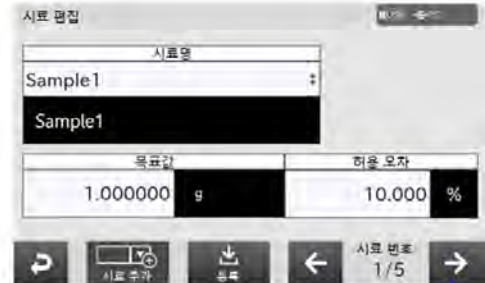 시료 편집
시료명
Sample1
Sample1
목표값
허용 오차
1.000000 g
10.000 %
시료 추가
등록
시료 번호
1/5